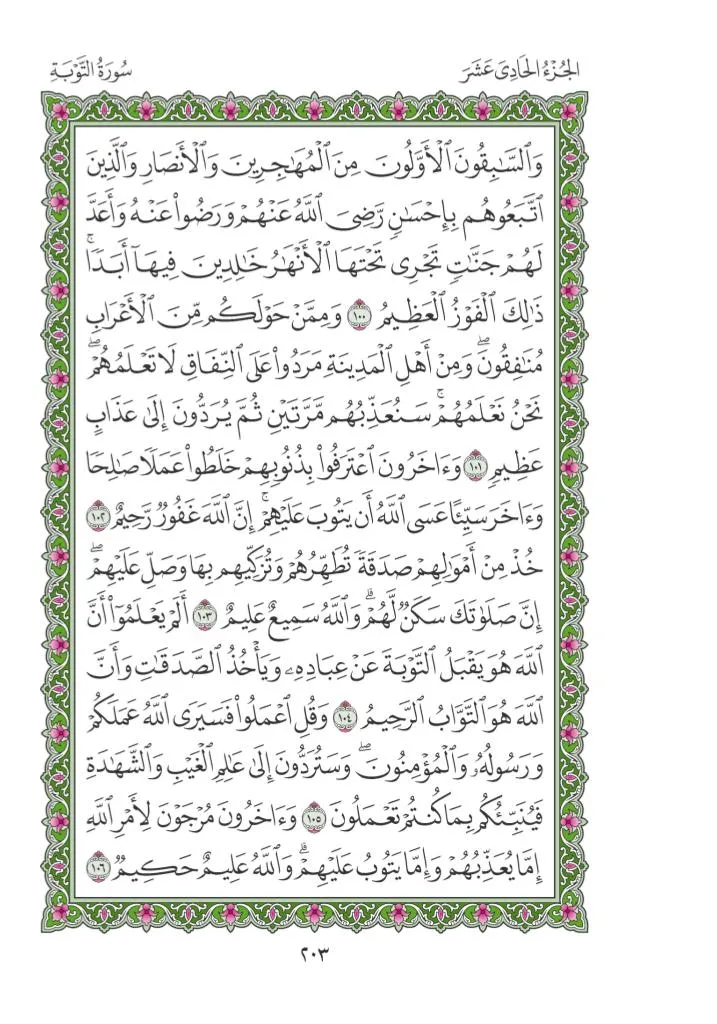 الجُزْءُ الحَادِى عَشَرَ
سُورَةُ التَّوْبَةِ
وَٱلسَّـٰبِقُونَ ٱلْأَوَّلُونَ مِنَ ٱلْمُهَـٰجِرِينَ وَٱلْأَنصَارِ وَٱلَّذِينَ
ٱتَّبَعُوهُم بِإِحْسَـٰنٍ رَّضِىَ ٱللَّهُ عَنْهُمْ وَرَضُوا۟ عَنْهُ وَأَعَدَّ
لَهُمْ جَنَّـٰتٍ تَجْرِى تَحْتَهَا ٱلْأَنْهَـٰرُ خَـٰلِدِينَ فِيهَآ أَبَدًا ۚ
ذَٰلِكَ ٱلْفَوْزُ ٱلْعَظِيمُ ١٠٠ وَمِمَّنْ حَوْلَكُم مِّنَ ٱلْأَعْرَابِ
مُنَـٰفِقُونَ ۖ وَمِنْ أَهْلِ ٱلْمَدِينَةِ مَرَدُوا۟ عَلَى ٱلنِّفَاقِ لَا تَعْلَمُهُمْ ۖ
نَحْنُ نَعْلَمُهُمْ ۚ سَنُعَذِّبُهُم مَّرَّتَيْنِ ثُمَّ يُرَدُّونَ إِلَىٰ عَذَابٍ
عَظِيمٍ ١٠١ وَءَاخَرُونَ ٱعْتَرَفُوا۟ بِذُنُوبِهِمْ خَلَطُوا۟ عَمَلًا صَـٰلِحًا
وَءَاخَرَ سَيِّئًا عَسَى ٱللَّهُ أَن يَتُوبَ عَلَيْهِمْ ۚ إِنَّ ٱللَّهَ غَفُورٌ رَّحِيمٌ ١٠٢
خُذْ مِنْ أَمْوَٰلِهِمْ صَدَقَةً تُطَهِّرُهُمْ وَتُزَكِّيهِم بِهَا وَصَلِّ عَلَيْهِمْ ۖ
إِنَّ صَلَوٰتَكَ سَكَنٌ لَّهُمْ ۗ وَٱللَّهُ سَمِيعٌ عَلِيمٌ ١٠٣ أَلَمْ يَعْلَمُوٓا۟ أَنَّ
ٱللَّهَ هُوَ يَقْبَلُ ٱلتَّوْبَةَ عَنْ عِبَادِهِۦ وَيَأْخُذُ ٱلصَّدَقَـٰتِ وَأَنَّ
ٱللَّهَ هُوَ ٱلتَّوَّابُ ٱلرَّحِيمُ ١٠٤ وَقُلِ ٱعْمَلُوا۟ فَسَيَرَى ٱللَّهُ عَمَلَكُمْ
وَرَسُولُهُۥ وَٱلْمُؤْمِنُونَ ۖ وَسَتُرَدُّونَ إِلَىٰ عَـٰلِمِ ٱلْغَيْبِ وَٱلشَّهَـٰدَةِ
فَيُنَبِّئُكُم بِمَا كُنتُمْ تَعْمَلُونَ ١٠٥ وَءَاخَرُونَ مُرْجَوْنَ لِأَمْرِ ٱللَّهِ
إِمَّا يُعَذِّبُهُمْ وَإِمَّا يَتُوبُ عَلَيْهِمْ ۗ وَٱللَّهُ عَلِيمٌ حَكِيمٌ ١٠٦
٢٠٣